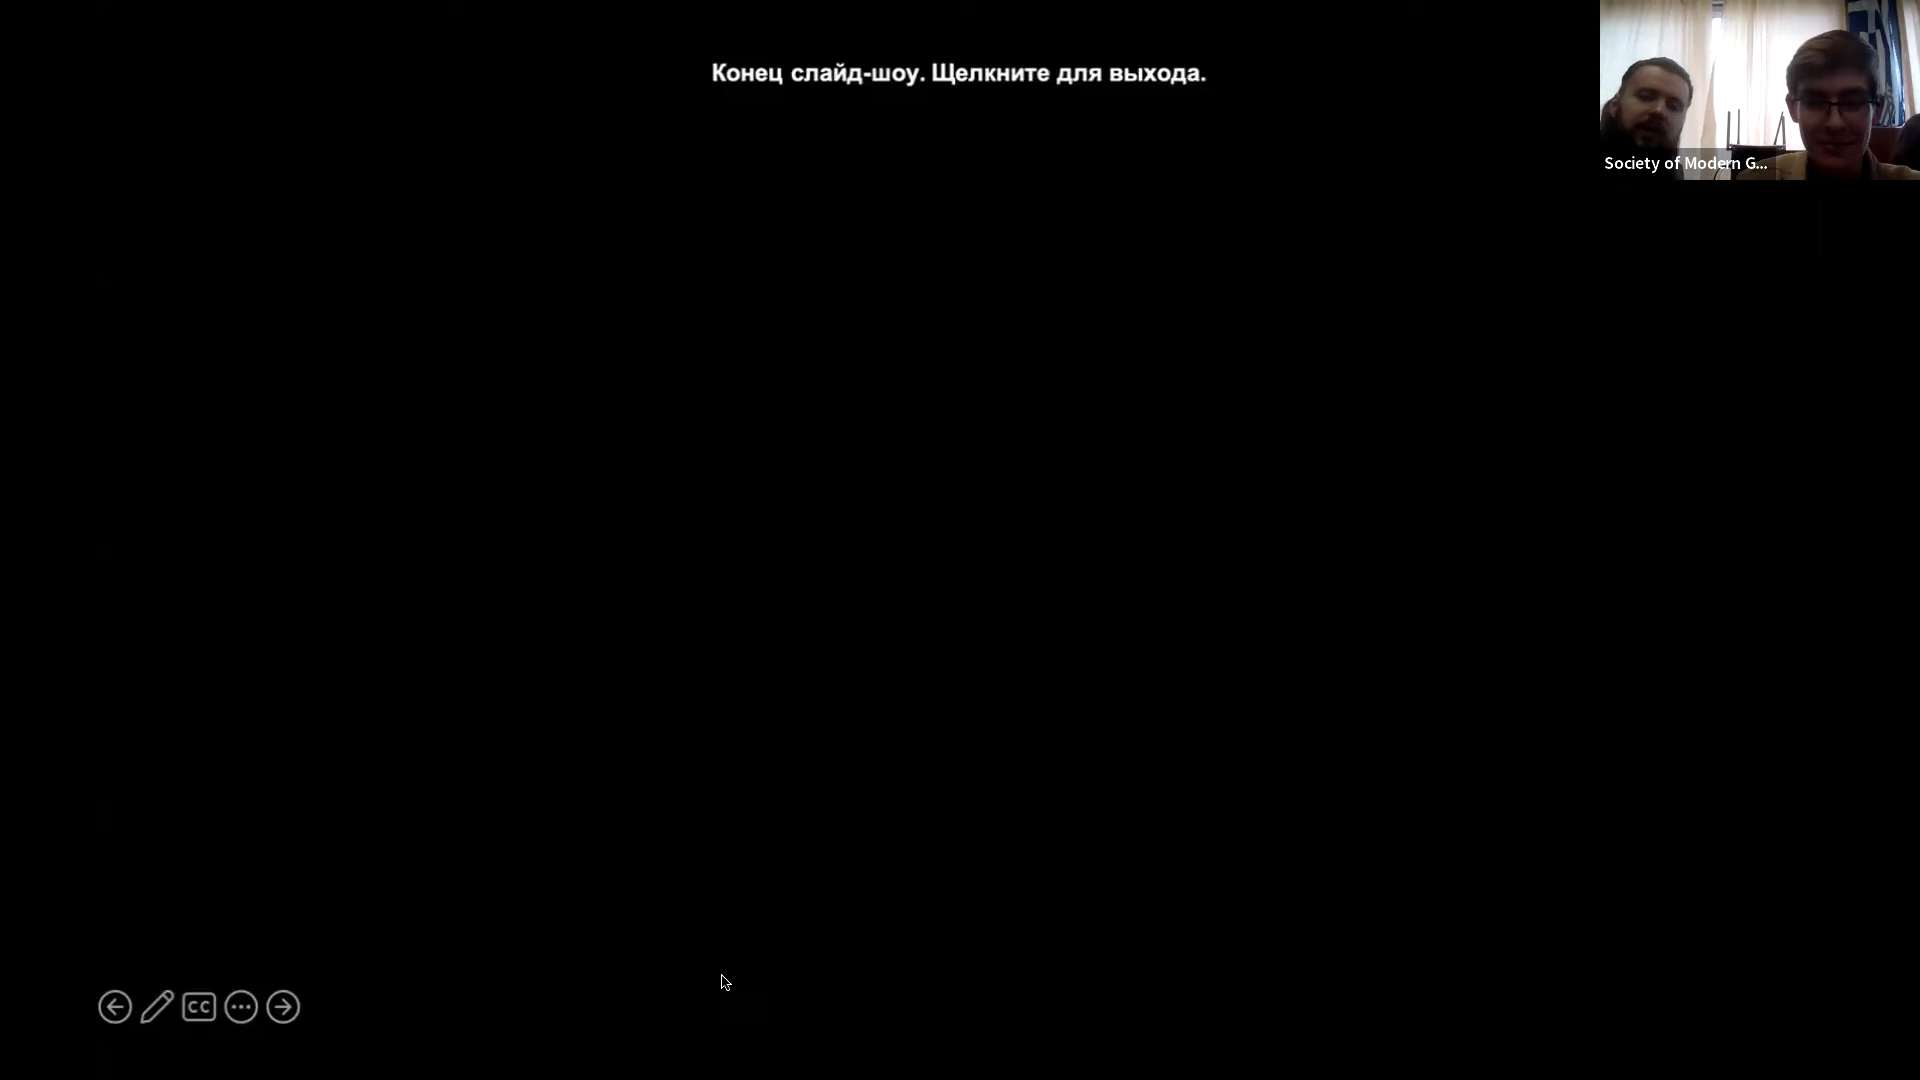 Конец слайд-шоу. Щелкните для выхода.
Society of Modern G...
CC